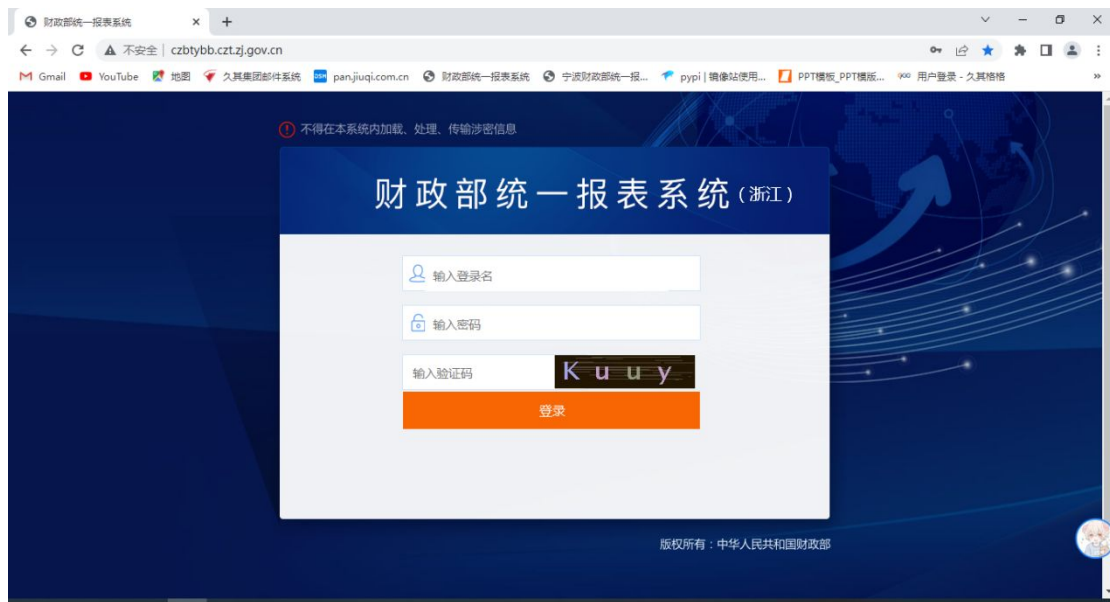 财政部统一报表系统
不安全 czbtybb.czt.zj.gov.cn
Gmail YouTube 地图 久其集团邮件系统 pan.jiuqi.com.cn 财政部统一报表系统 宁波财政部统一报... pypi | 镜像站使用... PPT模板_PPT模版... 用户登录 - 久其格格 »
不得在本系统内加载、处理、传输涉密信息
财政部统一报表系统(浙江)
输入登录名
输入密码
输入验证码 K u u y
登录
版权所有：中华人民共和国财政部